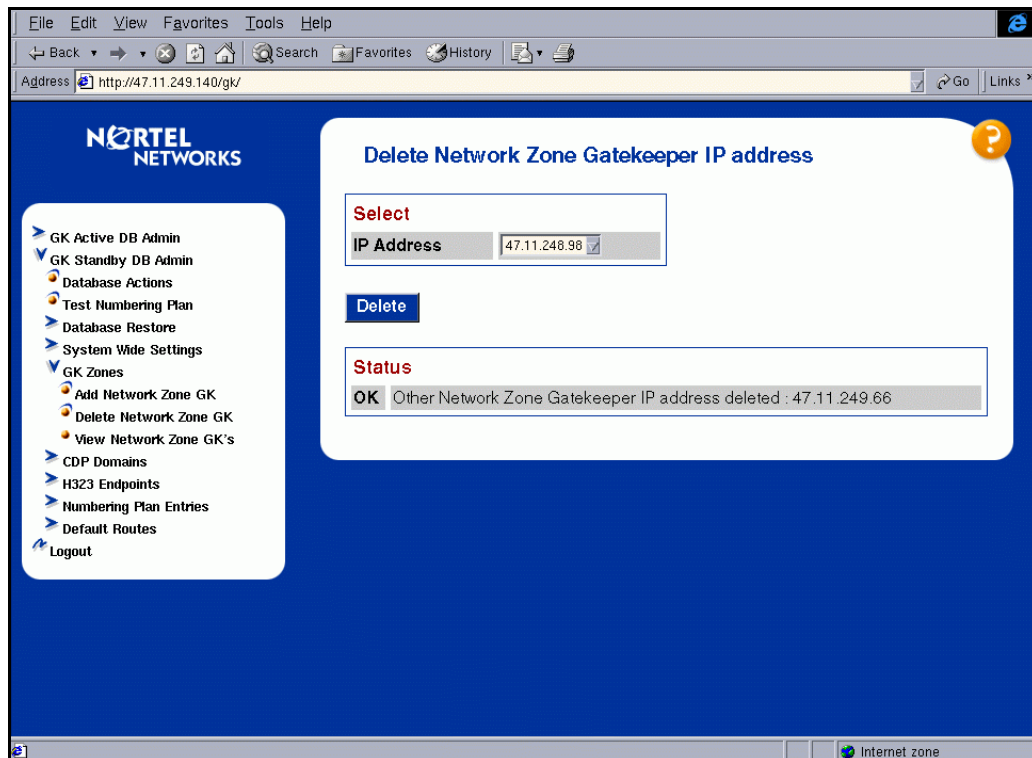 File Edit View Favorites Tools Help
Back Search Favorites History
Address http://47.11.249.140/gk/ Go Links »
NORTEL
NETWORKS
GK Active DB Admin
GK Standby DB Admin
Database Actions
Test Numbering Plan
Database Restore
System Wide Settings
GK Zones
Add Network Zone GK
Delete Network Zone GK
View Network Zone GK's
CDP Domains
H323 Endpoints
Numbering Plan Entries
Default Routes
Logout
?
Delete Network Zone Gatekeeper IP address
Select
IP Address 47.11.248.98
Delete
Status
OK Other Network Zone Gatekeeper IP address deleted : 47.11.249.66
Internet zone